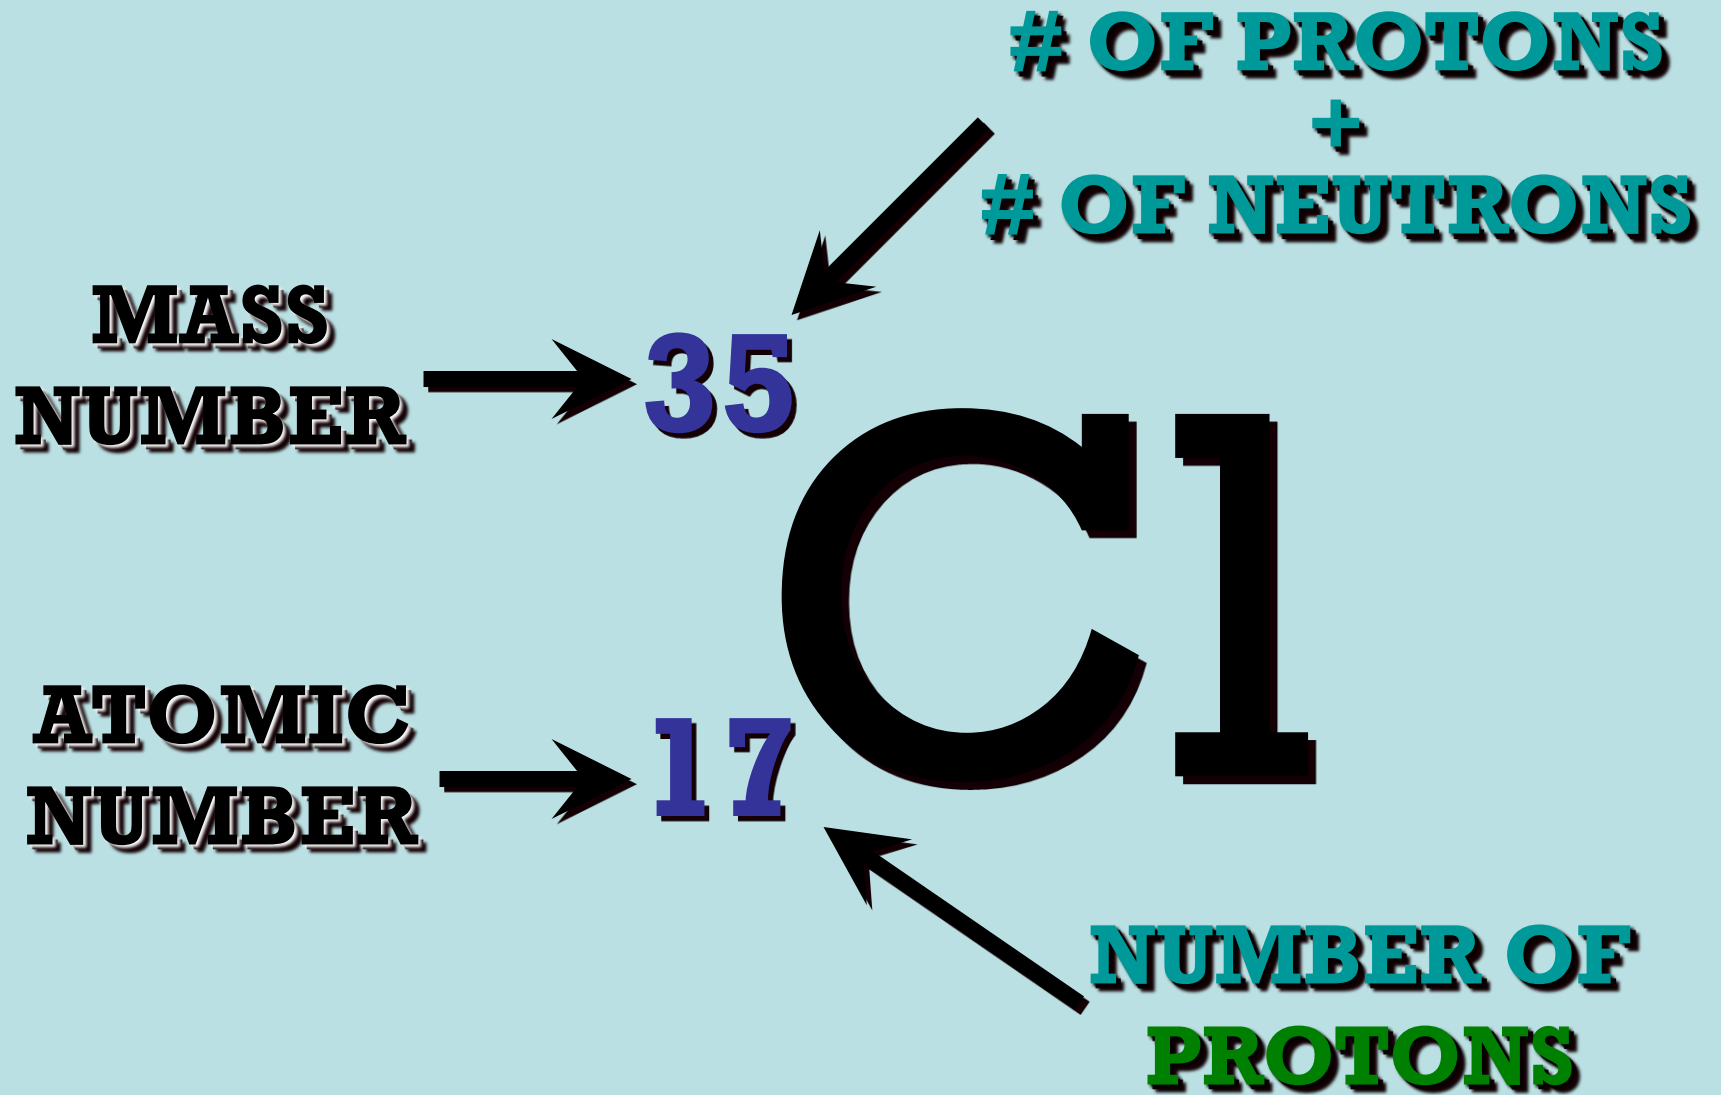 # OF PROTONS
+
# OF NEUTRONS
MASS
NUMBER
35
Cl
ATOMIC
NUMBER
17
NUMBER OF
PROTONS